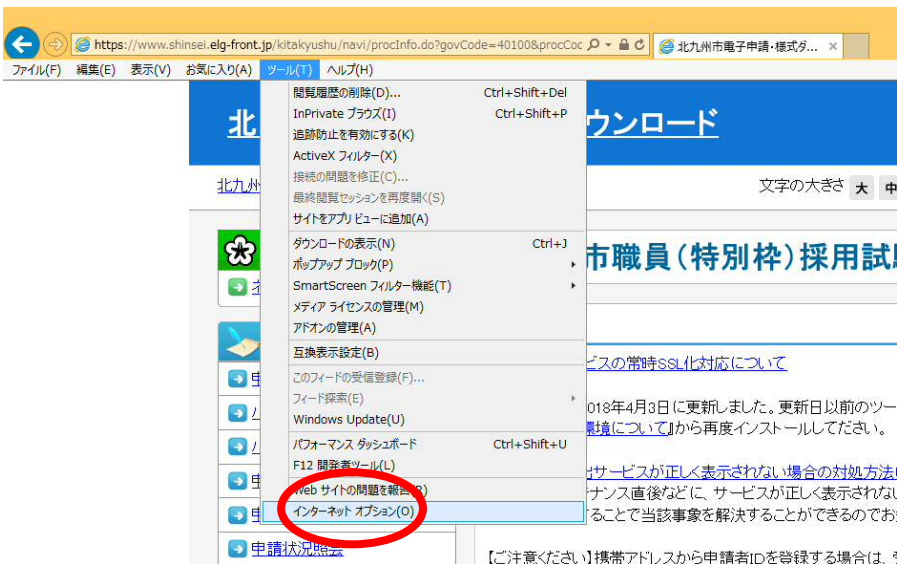 https://www.shinsei.elg-front.jp/kitakyushu/navi/procInfo.do?govCode=40100&procCoc
北九州市電子申請・様式ダ...
ファイル(F) 編集(E) 表示(V) お気に入り(A) ツール(T) ヘルプ(H)
閲覧履歴の削除(D)... Ctrl+Shift+Del
InPrivate ブラウズ(I) Ctrl+Shift+P
北 ウンロード
追跡防止を有効にする(K)
ActiveX フィルター(X)
接続の問題を修正(C)...
北九州 文字の大きさ 大 中
最終閲覧セッションを再度開く(S)
サイトをアプリ ビューに追加(A)
ダウンロードの表示(N) Ctrl+J
市職員(特別枠)採用試
ポップアップ ブロック(P)
SmartScreen フィルター機能(T)
メディア ライセンスの管理(M)
アドオンの管理(A)
互換表示設定(B)
ビスの常時SSL化対応について
このフィードの受信登録(F)...
フィード探索(E)
018年4月3日に更新しました。更新日以前のツー
Windows Update(U)
環境について』から再度インストールしてださい。
パフォーマンス ダッシュボード Ctrl+Shift+U
F12 開発者ツール(L)
出サービスが正しく表示されない場合の対処方法
Web サイトの問題を報告(R)
ナンス直後などに、サービスが正しく表示されな
インターネット オプション(O)
ることで当該事象を解決することができるのでお
申請状況照会
【ご注意ください】携帯アドレスから申請者IDを登録する場合は、